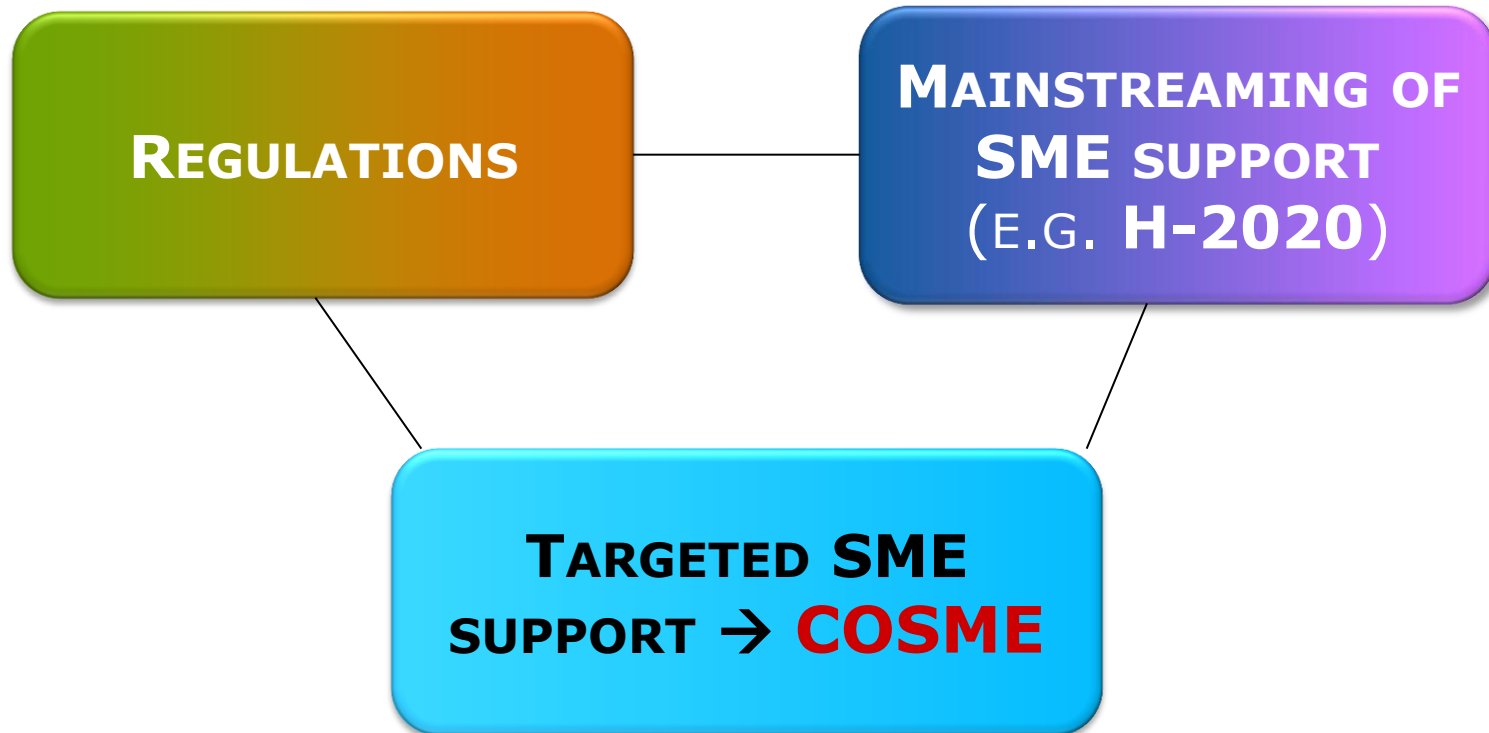 REGULATIONS
MAINSTREAMING OF
SME SUPPORT
(E.G. H-2020)
TARGETED SME
SUPPORT → COSME